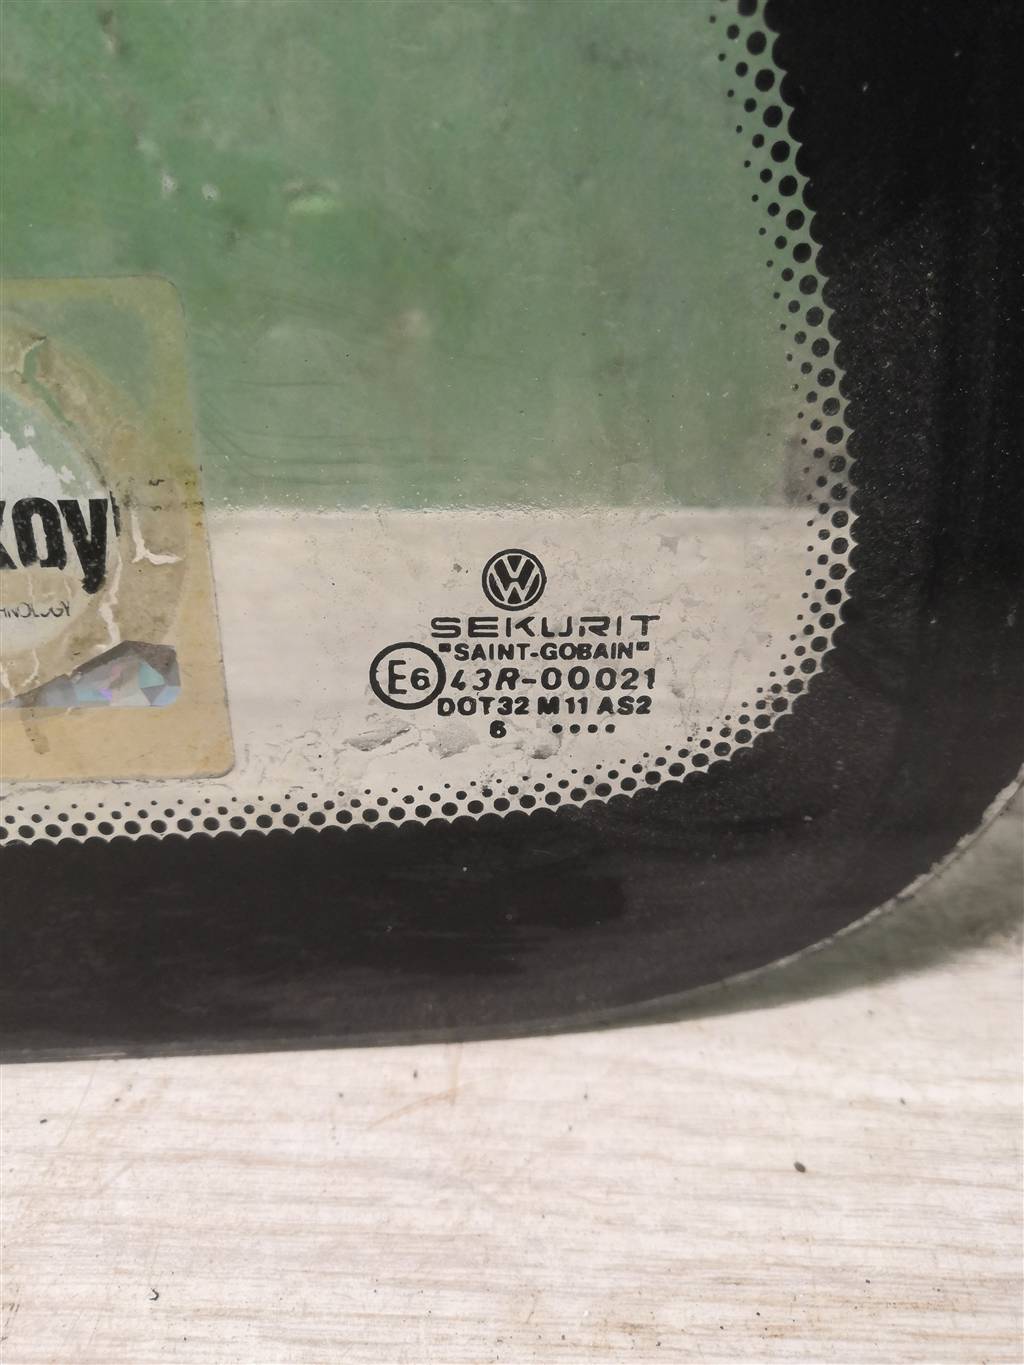 SEKURIT
"SAINT-GOBAIN"
E6 43R-00021
DOT32 M11 AS2
6 ....